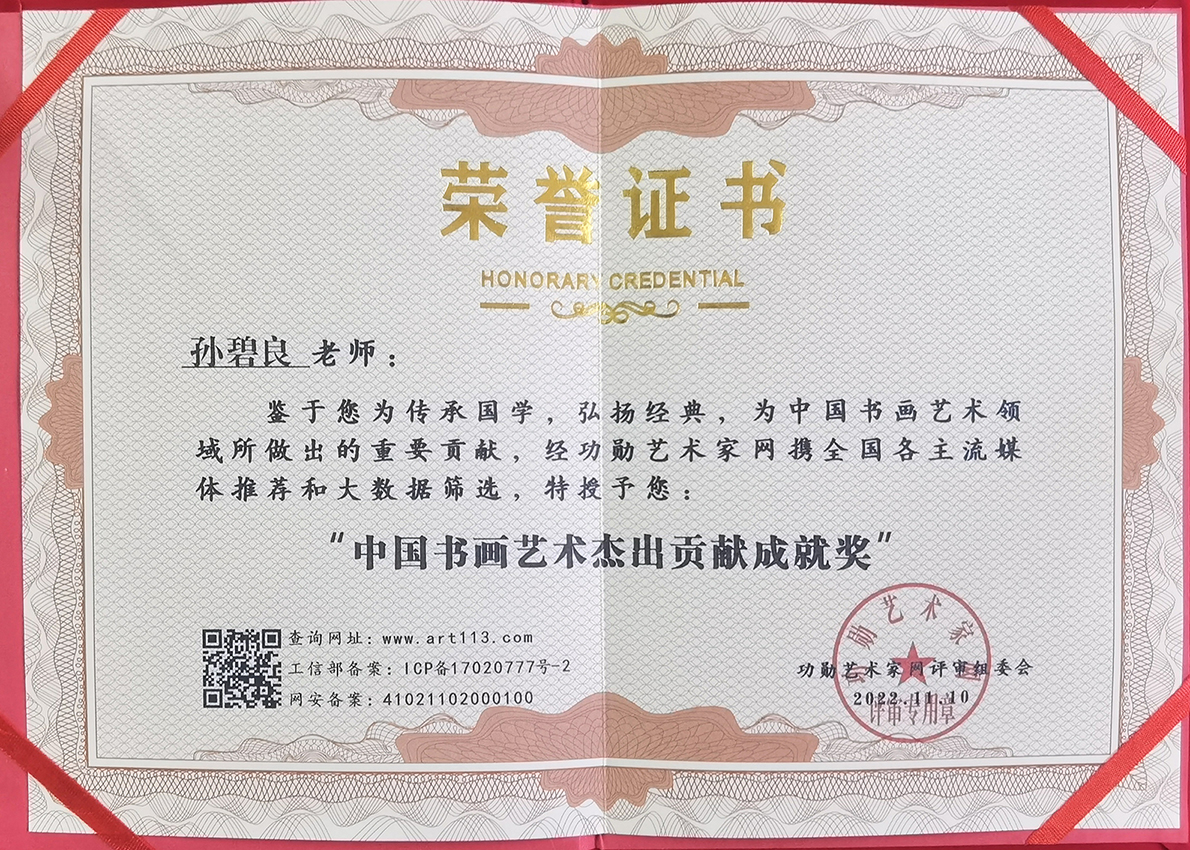 荣誉证书
HONORARY CREDENTIAL
孙碧良 老师：
鉴于您为传承国学，弘扬经典，为中国书画艺术领
域所做出的重要贡献，经功勋艺术家网携全国各主流媒
体推荐和大数据筛选，特授予您：
“中国书画艺术杰出贡献成就奖”
查询网址：www.art113.com
工信部备案：ICP备17020777号-2
网安备案：41021102000100
功勋艺术家网评审组委会
2022.11.10
功勋艺术家网
评审专用章